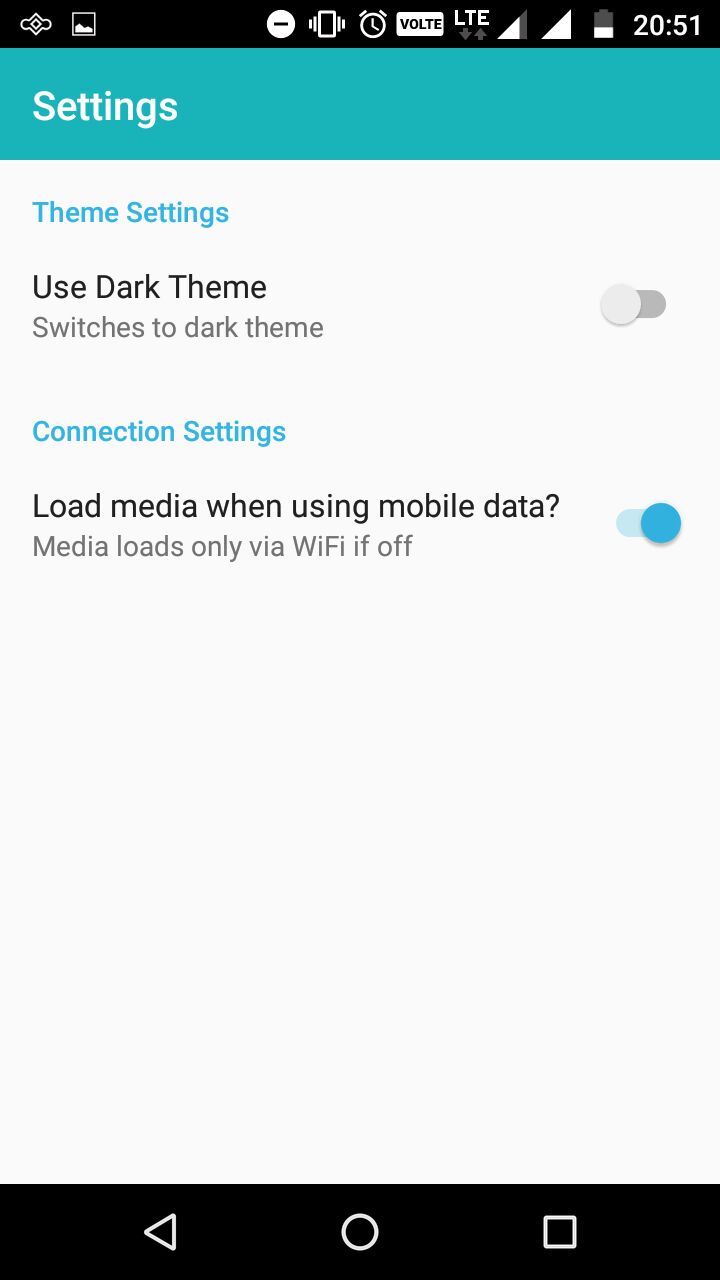 VOLTE LTE 20:51
Settings
Theme Settings
Use Dark Theme
Switches to dark theme
Connection Settings
Load media when using mobile data?
Media loads only via WiFi if off